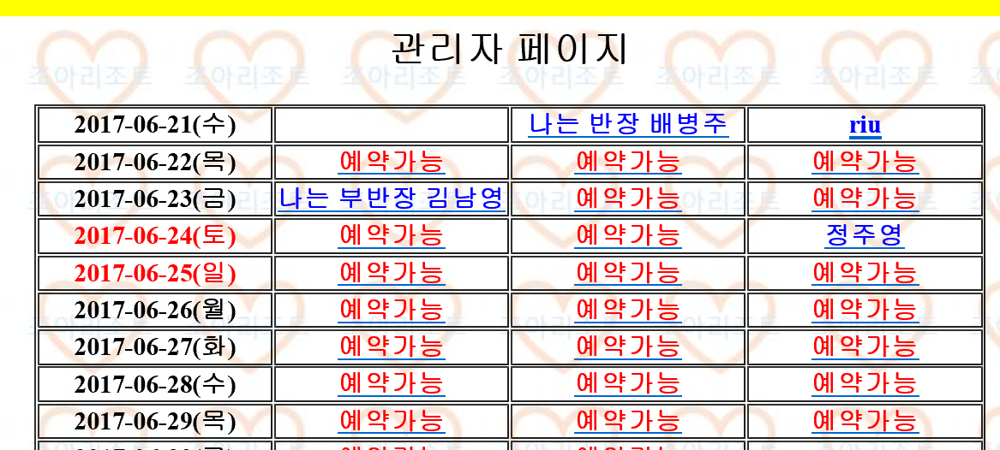 관리자 페이지
2017-06-21(수) 나는 반장 배병주 riu
2017-06-22(목) 예약가능 예약가능 예약가능
2017-06-23(금) 나는 부반장 김남영 예약가능 예약가능
2017-06-24(토) 예약가능 예약가능 정주영
2017-06-25(일) 예약가능 예약가능 예약가능
2017-06-26(월) 예약가능 예약가능 예약가능
2017-06-27(화) 예약가능 예약가능 예약가능
2017-06-28(수) 예약가능 예약가능 예약가능
2017-06-29(목) 예약가능 예약가능 예약가능